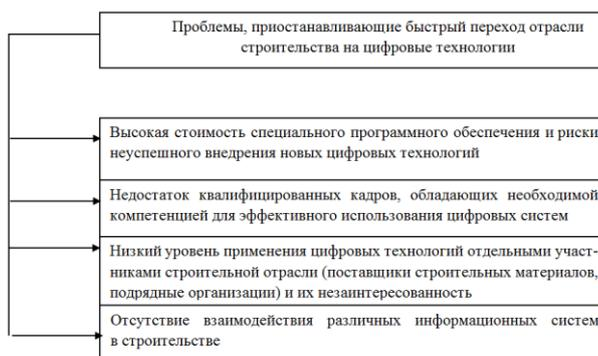 Проблемы, приостанавливающие быстрый переход отрасли
строительства на цифровые технологии
Высокая стоимость специального программного обеспечения и риски
неуспешного внедрения новых цифровых технологий
Недостаток квалифицированных кадров, обладающих необходимой
компетенцией для эффективного использования цифровых систем
Низкий уровень применения цифровых технологий отдельными участ-
никами строительной отрасли (поставщики строительных материалов,
подрядные организации) и их незаинтересованность
Отсутствие взаимодействия различных информационных систем
в строительстве